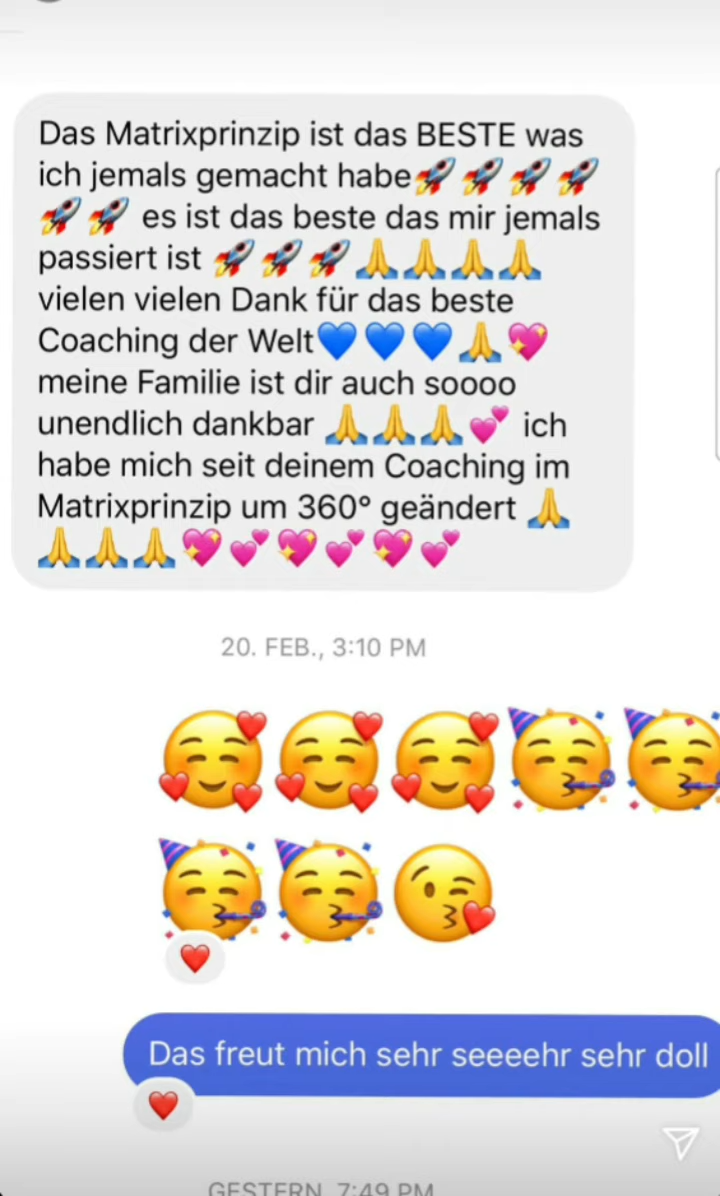 Das Matrixprinzip ist das BESTE was
ich jemals gemacht habe🚀🚀🚀🚀
🚀🚀 es ist das beste das mir jemals
passiert ist 🚀🚀🚀🙏🙏🙏🙏
vielen vielen Dank für das beste
Coaching der Welt💙💙💙🙏💖
meine Familie ist dir auch soooo
unendlich dankbar 🙏🙏🙏💕 ich
habe mich seit deinem Coaching im
Matrixprinzip um 360° geändert 🙏
🙏🙏🙏💖💕💖💕💖💕
20. FEB., 3:10 PM
🥰🥰🥰🥳🥳
🥳🥳😘
❤️
Das freut mich sehr seeeehr sehr doll
❤️
GESTERN, 7:49 PM